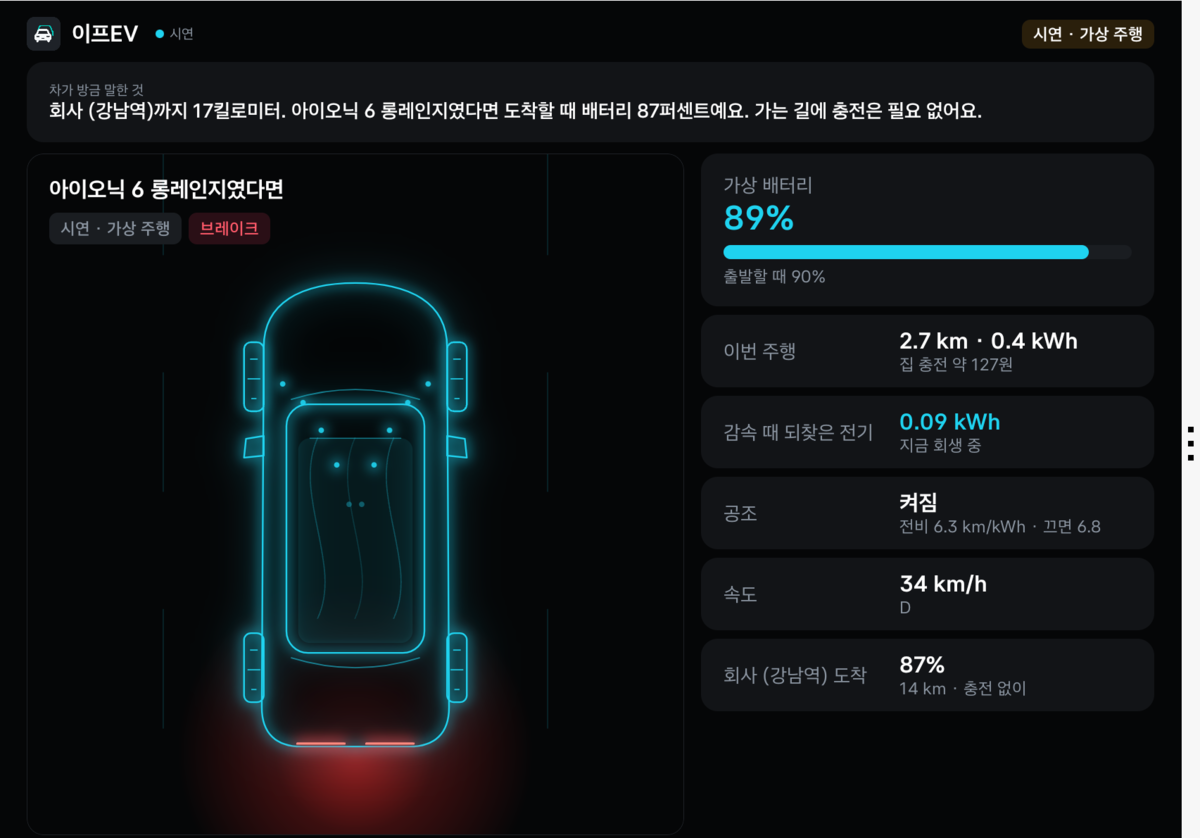 이프EV
시연
시연 · 가상 주행
차가 방금 말한 것
회사 (강남역)까지 17킬로미터. 아이오닉 6 롱레인지였다면 도착할 때 배터리 87퍼센트예요. 가는 길에 충전은 필요 없어요.
아이오닉 6 롱레인지였다면
시연 · 가상 주행
브레이크
가상 배터리
89%
출발할 때 90%
이번 주행
2.7 km · 0.4 kWh
집 충전 약 127원
감속 때 되찾은 전기
0.09 kWh
지금 회생 중
공조
켜짐
전비 6.3 km/kWh · 끄면 6.8
속도
34 km/h
D
회사 (강남역) 도착
87%
14 km · 충전 없이